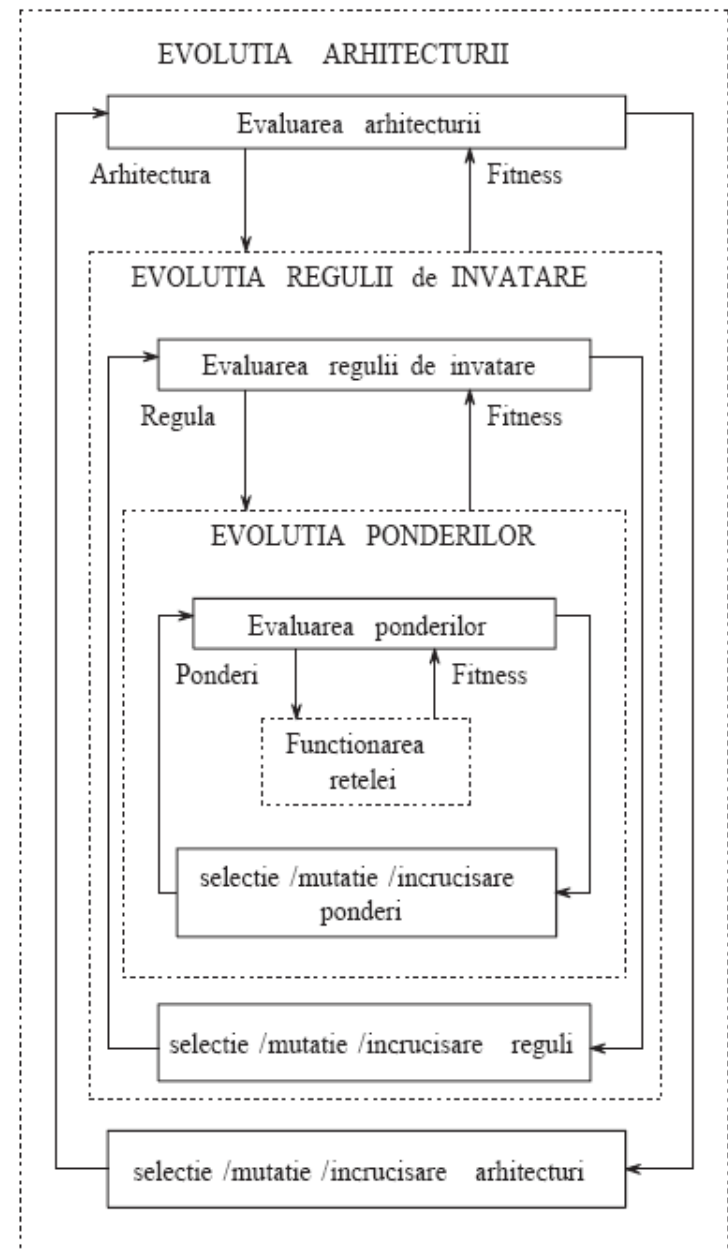 EVOLUTIA ARHITECTURII
Evaluarea arhitecturii
Arhitectura
Fitness
EVOLUTIA REGULII de INVATARE
Evaluarea regulii de invatare
Regula
Fitness
EVOLUTIA PONDERILOR
Evaluarea ponderilor
Ponderi
Fitness
Functionarea
retelei
selectie /mutatie /incrucisare
ponderi
selectie /mutatie /incrucisare reguli
selectie /mutatie /incrucisare arhitecturi